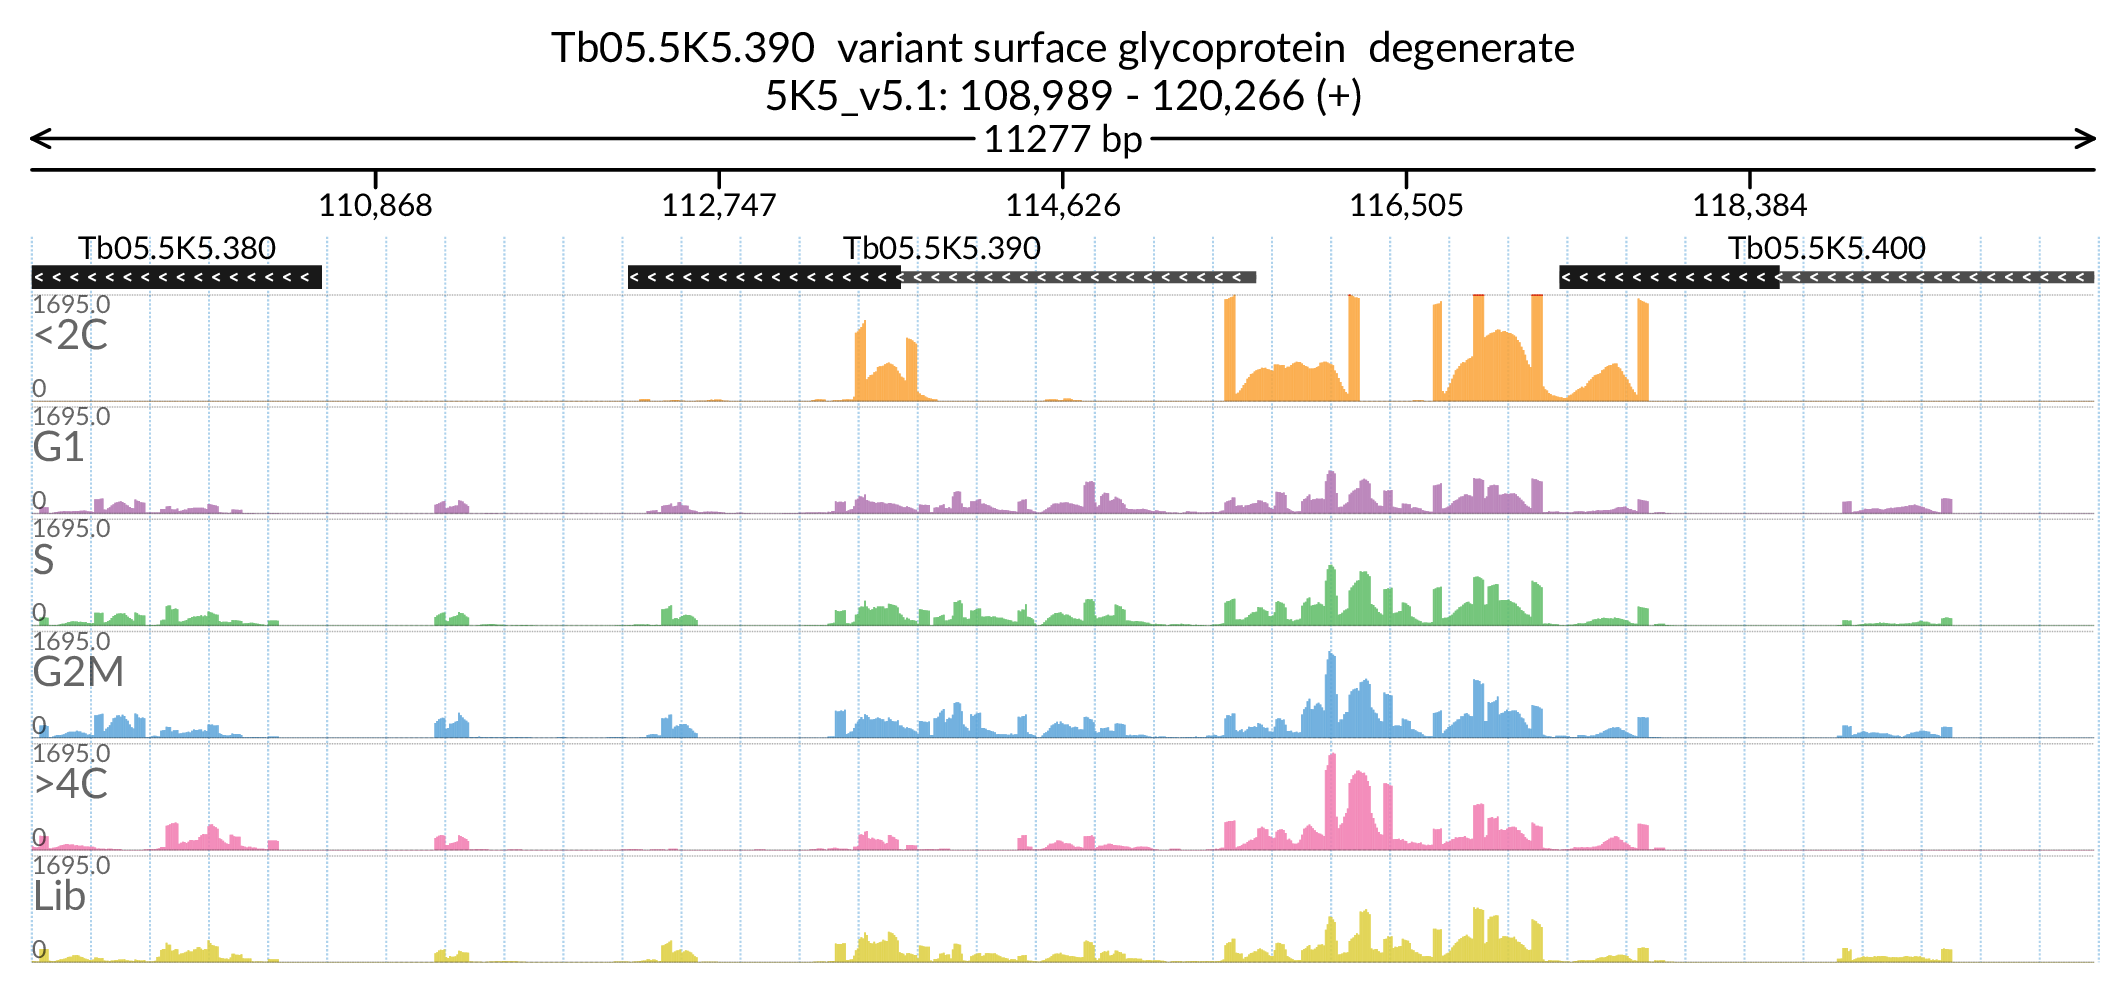 Tb05.5K5.390 variant surface glycoprotein degenerate
5K5_v5.1: 108,989 - 120,266 (+)
11277 bp
110,868 112,747 114,626 116,505 118,384
Tb05.5K5.380 Tb05.5K5.390 Tb05.5K5.400
1695.0
<2C
0
1695.0
G1
0
1695.0
S
0
1695.0
G2M
0
1695.0
>4C
0
1695.0
Lib
0